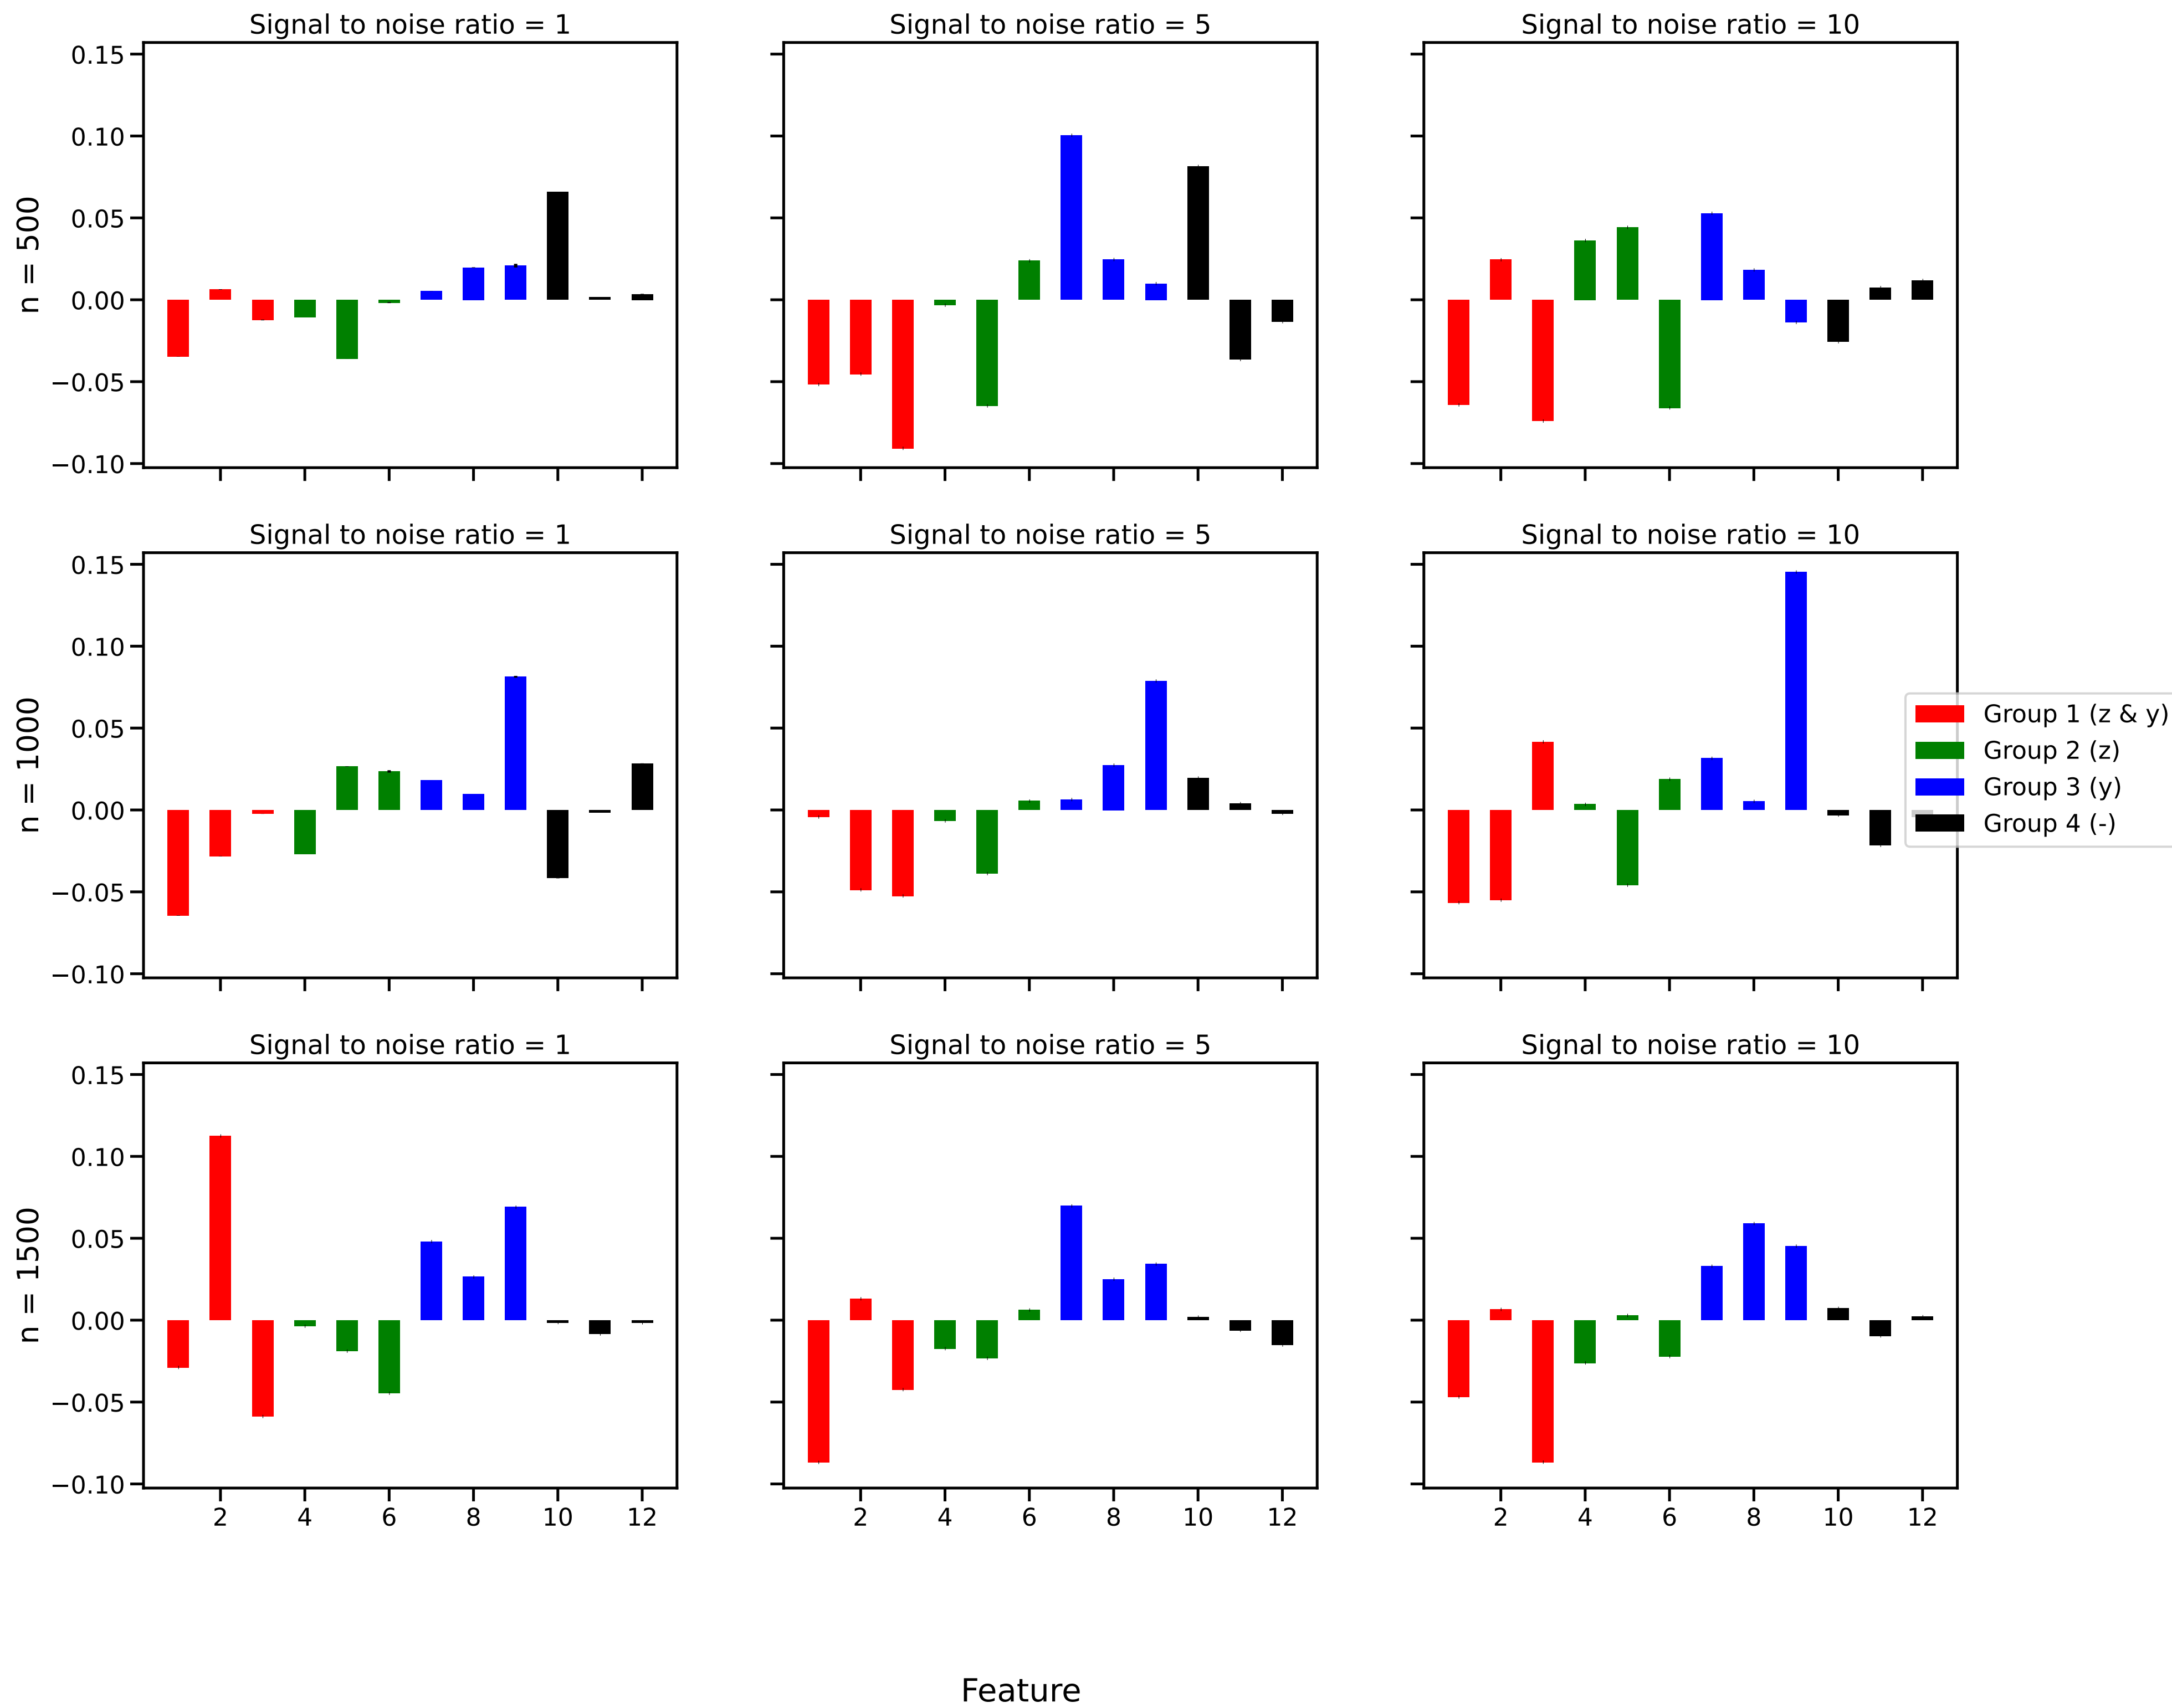 Signal to noise ratio = 1
Signal to noise ratio = 5
Signal to noise ratio = 10
n = 500
0.15
0.10
0.05
0.00
−0.05
−0.10
Signal to noise ratio = 1
Signal to noise ratio = 5
Signal to noise ratio = 10
n = 1000
0.15
0.10
0.05
0.00
−0.05
−0.10
Group 1 (z & y)
Group 2 (z)
Group 3 (y)
Group 4 (-)
Signal to noise ratio = 1
Signal to noise ratio = 5
Signal to noise ratio = 10
n = 1500
0.15
0.10
0.05
0.00
−0.05
−0.10
2 4 6 8 10 12
2 4 6 8 10 12
2 4 6 8 10 12
Feature